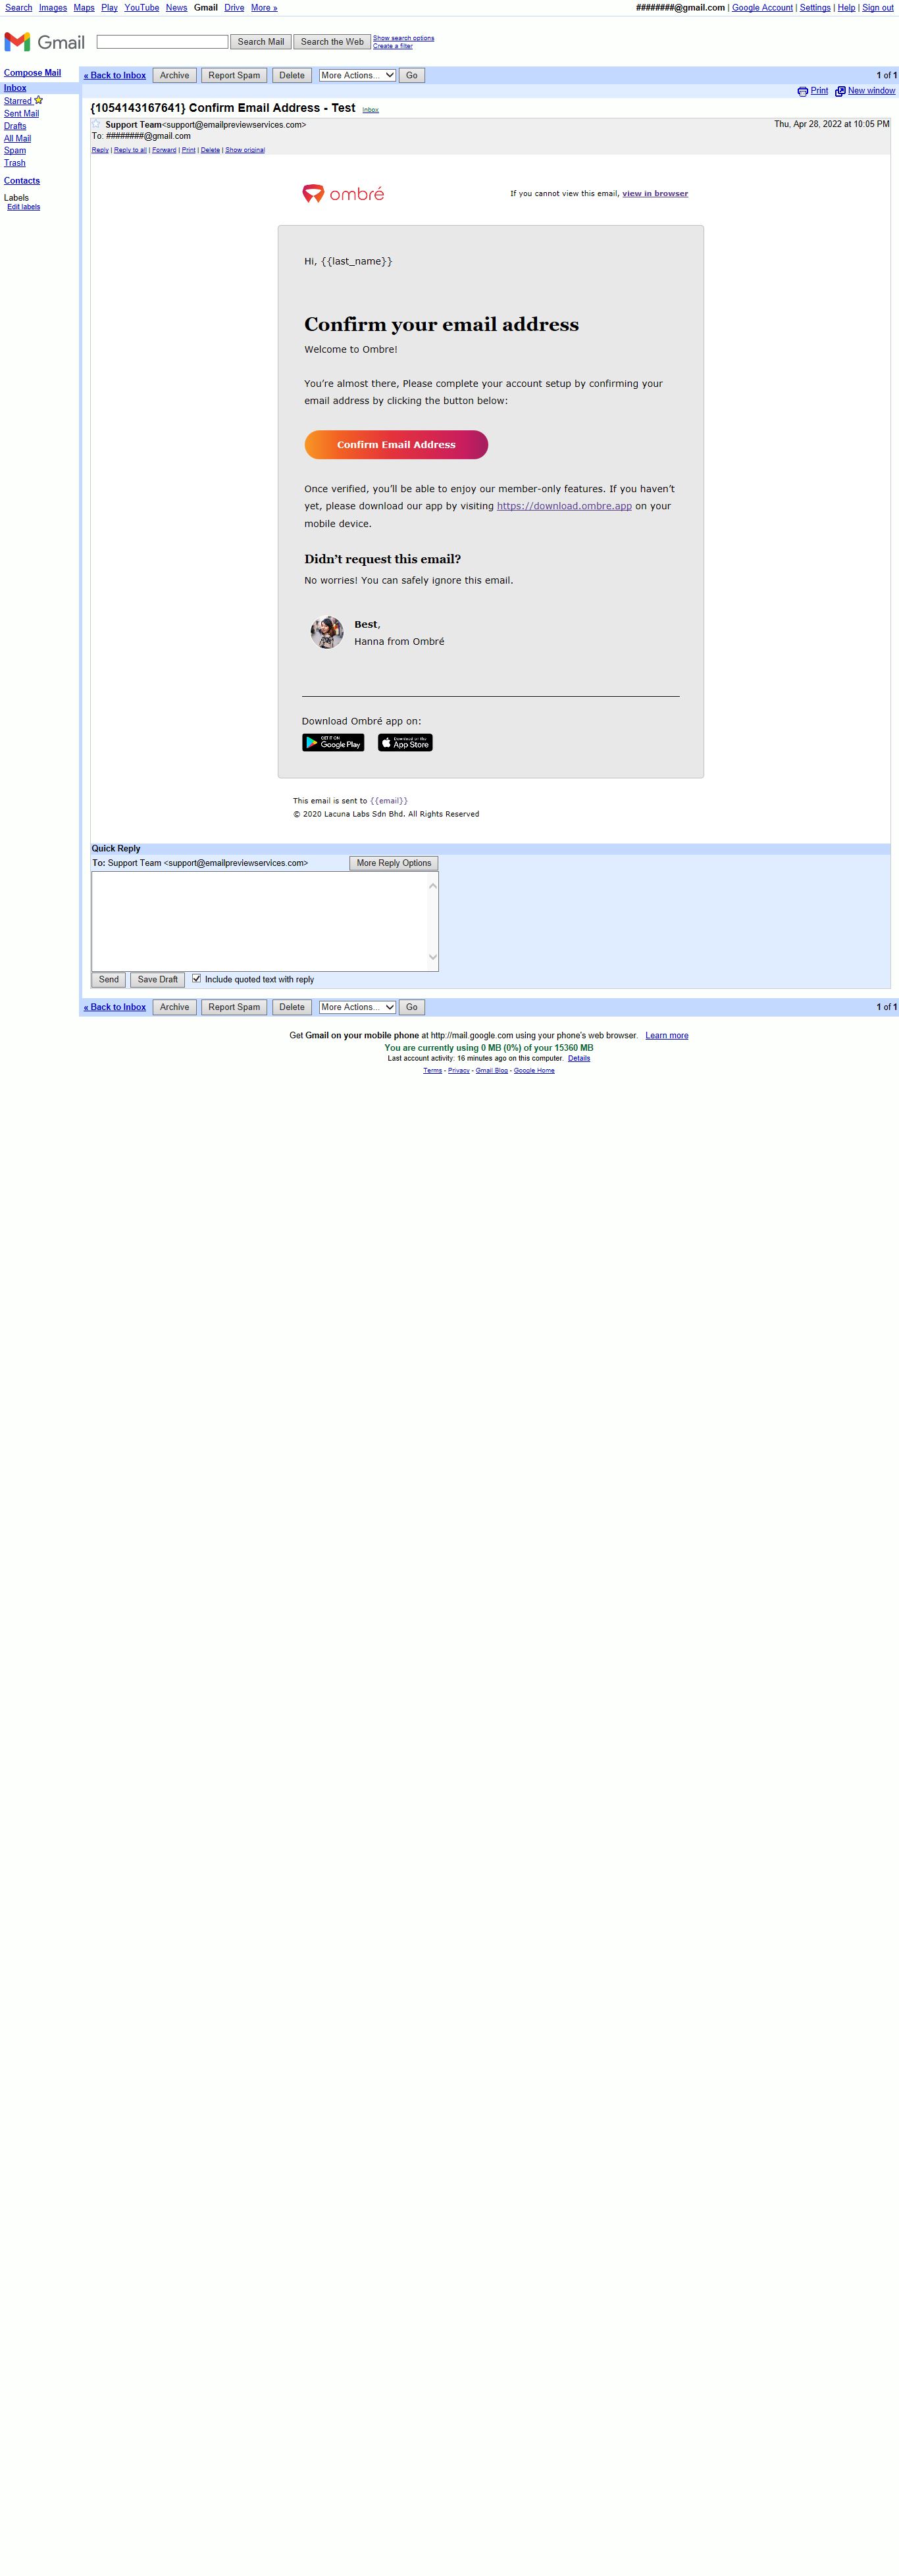 Search Images Maps Play YouTube News Gmail Drive More »
########@gmail.com | Google Account | Settings | Help | Sign out
Gmail
Search Mail Search the Web Show search options
Create a filter
Compose Mail
Inbox
Starred
Sent Mail
Drafts
All Mail
Spam
Trash
Contacts
Labels
Edit labels
« Back to Inbox Archive Report Spam Delete More Actions... Go 1 of 1
Print New window
{1054143167641} Confirm Email Address - Test Inbox
Support Team<support@emailpreviewservices.com> Thu, Apr 28, 2022 at 10:05 PM
To: ########@gmail.com
Reply | Reply to all | Forward | Print | Delete | Show original
ombré
If you cannot view this email, view in browser
Hi, {{last_name}}
Confirm your email address
Welcome to Ombre!
You’re almost there, Please complete your account setup by confirming your
email address by clicking the button below:
Confirm Email Address
Once verified, you’ll be able to enjoy our member-only features. If you haven’t
yet, please download our app by visiting https://download.ombre.app on your
mobile device.
Didn’t request this email?
No worries! You can safely ignore this email.
Best,
Hanna from Ombré
Download Ombré app on:
GET IT ON
Google Play
Download on the
App Store
This email is sent to {{email}}
© 2020 Lacuna Labs Sdn Bhd. All Rights Reserved
Quick Reply
To: Support Team <support@emailpreviewservices.com> More Reply Options
Send Save Draft Include quoted text with reply
« Back to Inbox Archive Report Spam Delete More Actions... Go 1 of 1
Get Gmail on your mobile phone at http://mail.google.com using your phone's web browser. Learn more
You are currently using 0 MB (0%) of your 15360 MB
Last account activity: 16 minutes ago on this computer. Details
Terms - Privacy - Gmail Blog - Google Home